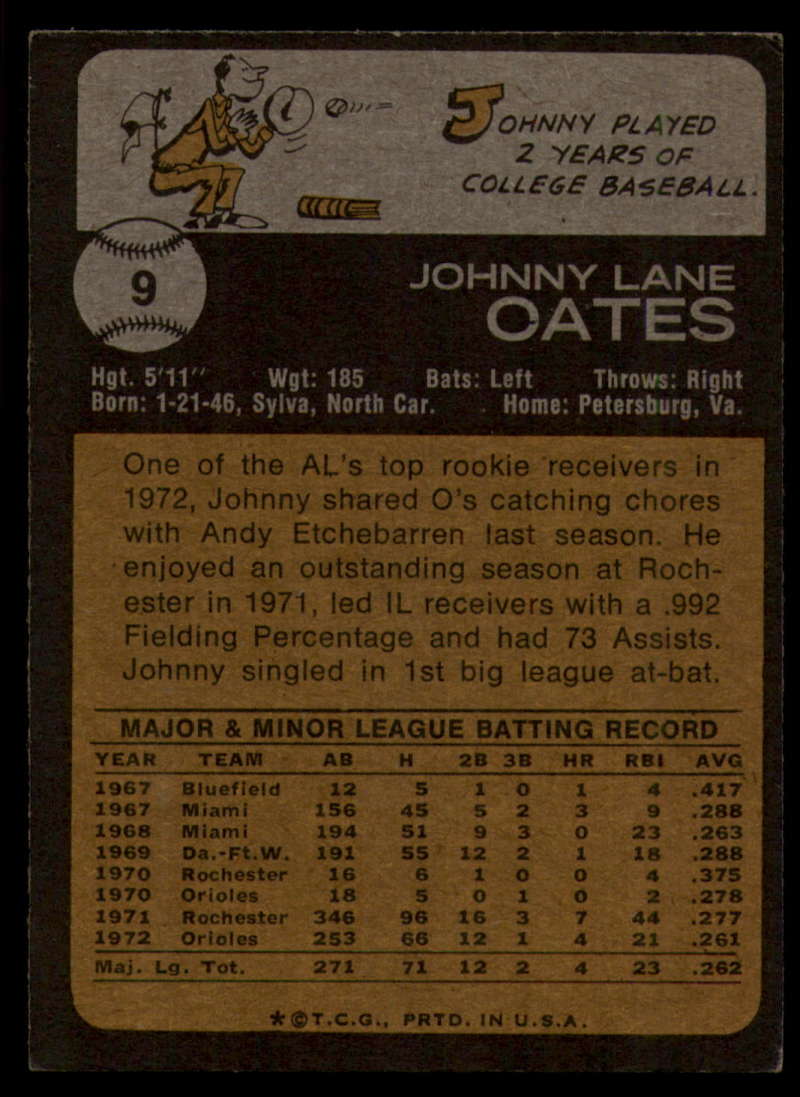 JOHNNY PLAYED
2 YEARS OF
COLLEGE BASEBALL.
9
JOHNNY LANE
OATES
Hgt. 5'11" Wgt: 185 Bats: Left Throws: Right
Born: 1-21-46, Sylva, North Car. Home: Petersburg, Va.
One of the AL's top rookie receivers in
1972, Johnny shared O's catching chores
with Andy Etchebarren last season. He
enjoyed an outstanding season at Roch-
ester in 1971, led IL receivers with a .992
Fielding Percentage and had 73 Assists.
Johnny singled in 1st big league at-bat.
MAJOR & MINOR LEAGUE BATTING RECORD
YEAR TEAM AB H 2B 3B HR RBI AVG
1967 Bluefield 12 5 1 0 1 4 .417
1967 Miami 156 45 5 2 3 9 .288
1968 Miami 194 51 9 3 0 23 .263
1969 Da.-Ft.W. 191 55 12 2 1 18 .288
1970 Rochester 16 6 1 0 0 4 .375
1970 Orioles 18 5 0 1 0 2 .278
1971 Rochester 346 96 16 3 7 44 .277
1972 Orioles 253 66 12 1 4 21 .261
Maj. Lg. Tot. 271 71 12 2 4 23 .262
*©T.C.G., PRTD. IN U.S.A.